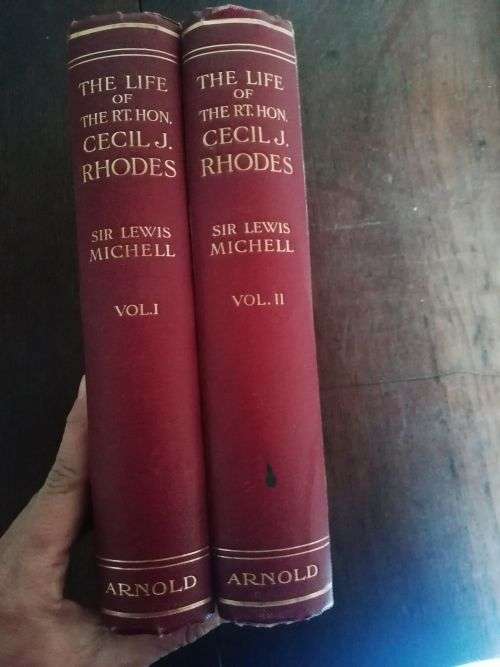 THE LIFE
OF
THE RT. HON.
CECIL J.
RHODES
SIR LEWIS
MICHELL
VOL. I
ARNOLD
THE LIFE
OF
THE RT. HON.
CECIL J.
RHODES
SIR LEWIS
MICHELL
VOL. II
ARNOLD